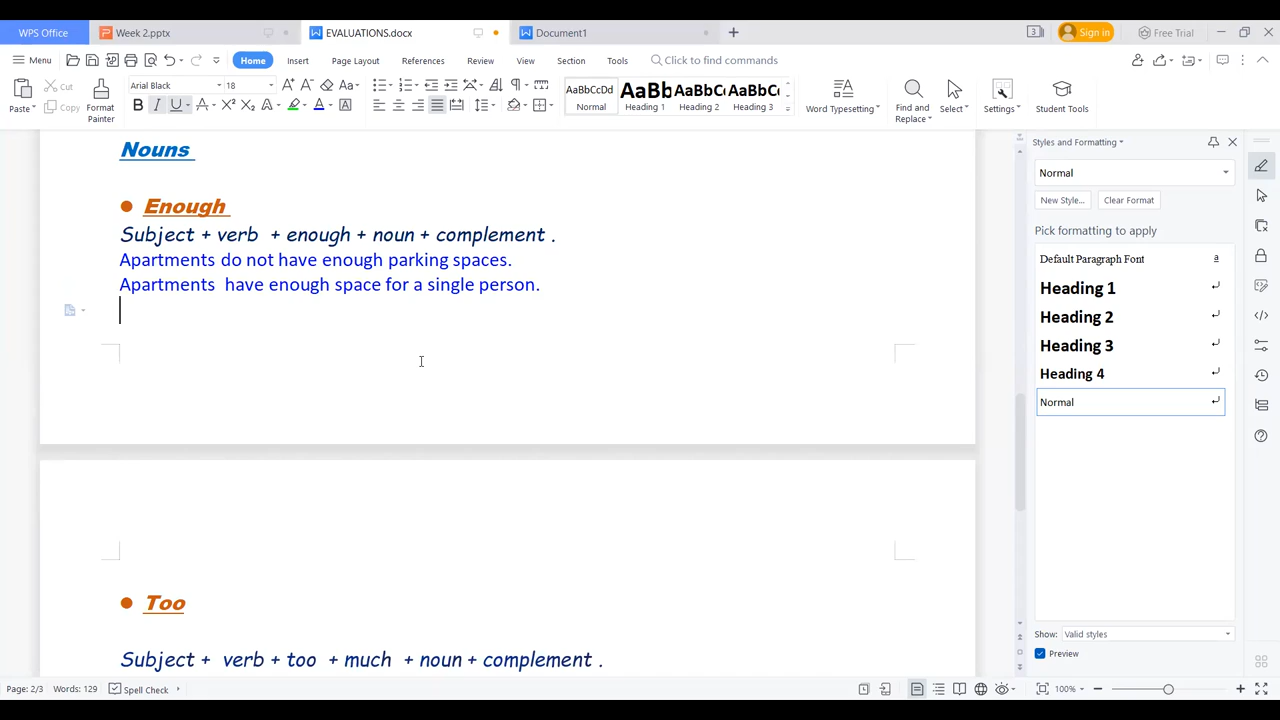 WPS Office
Week 2.pptx
EVALUATIONS.docx
Document1
3
Sign in
Free Trial
Menu
Home
Insert
Page Layout
References
Review
View
Section
Tools
Click to find commands
Paste
Cut
Copy
Format Painter
Arial Black
18
AaBbCcDd
Normal
AaBb
Heading 1
AaBbCc
Heading 2
AaBbCc
Heading 3
Word Typesetting
Find and Replace
Select
Settings
Student Tools
Nouns
Enough
Subject + verb + enough + noun + complement .
Apartments do not have enough parking spaces.
Apartments have enough space for a single person.
Too
Subject + verb + too + much + noun + complement .
Styles and Formatting
Normal
New Style...
Clear Format
Pick formatting to apply
Default Paragraph Font
a
Heading 1
Heading 2
Heading 3
Heading 4
Normal
Show:
Valid styles
Preview
Page: 2/3
Words: 129
Spell Check
100%